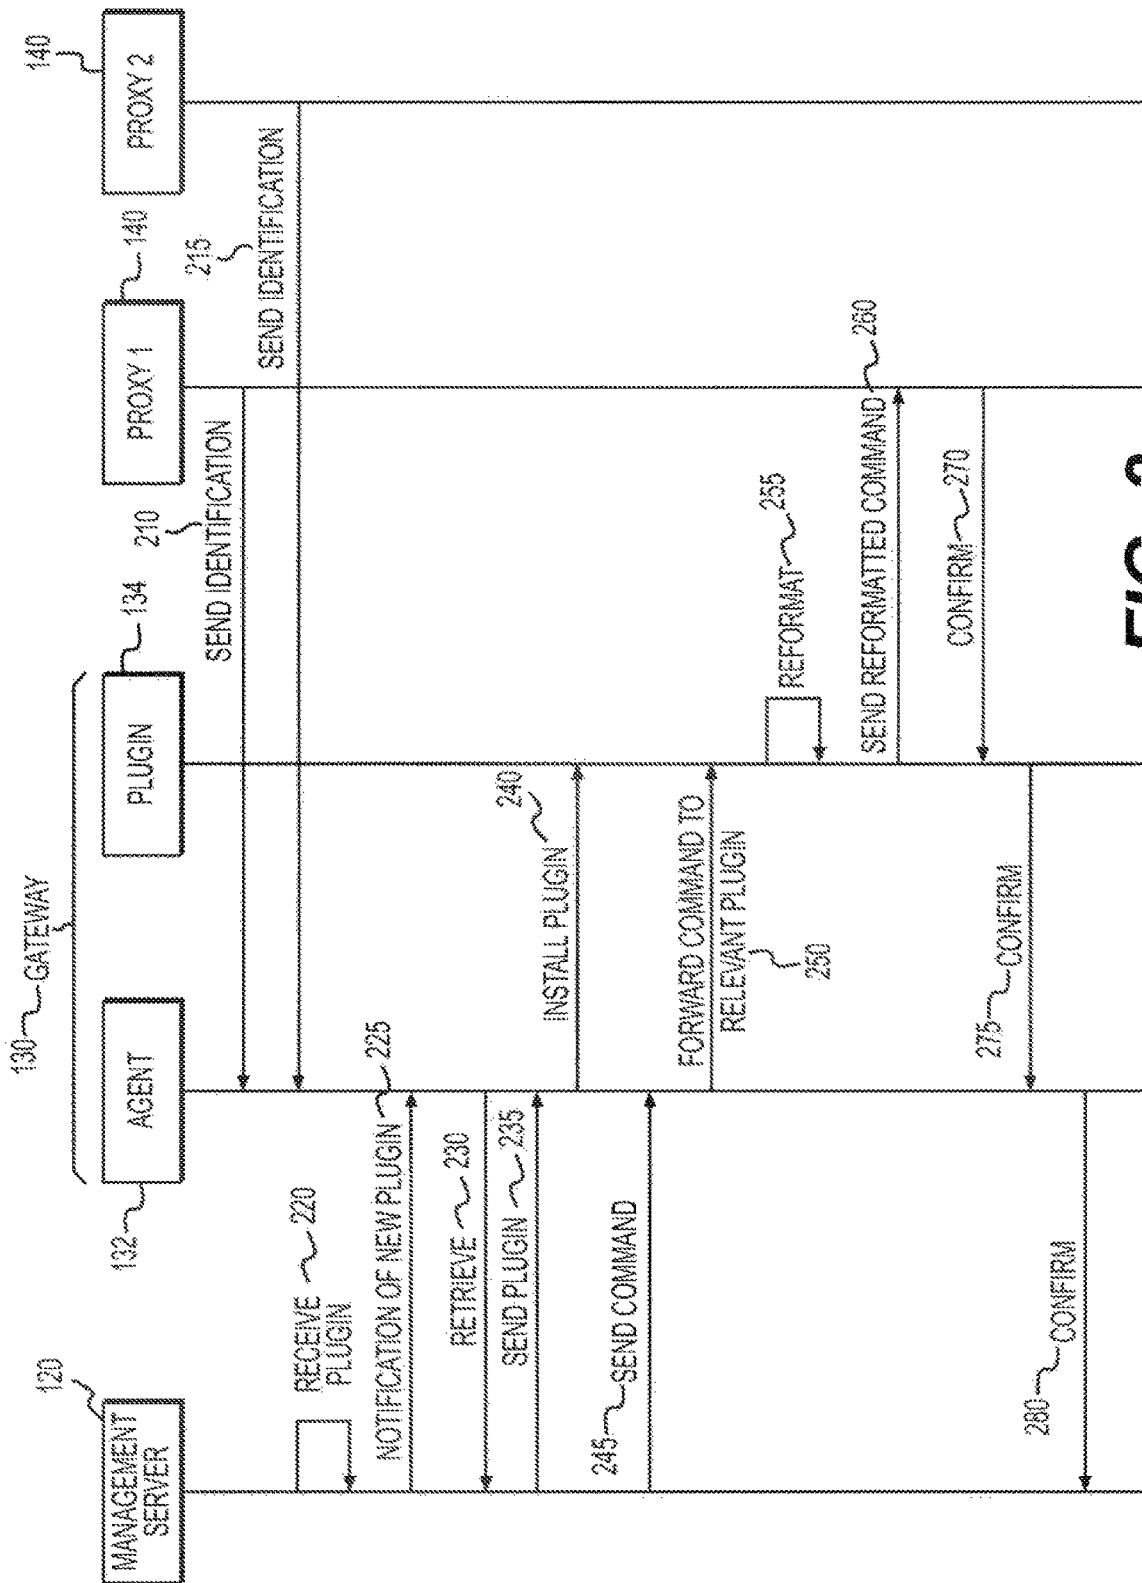 130 GATEWAY
120
132
134
140
140
MANAGEMENT
SERVER
AGENT
PLUGIN
PROXY 1
PROXY 2
210
SEND IDENTIFICATION
215
SEND IDENTIFICATION
RECEIVE 220
PLUGIN
NOTIFICATION OF NEW PLUGIN 225
RETRIEVE 230
SEND PLUGIN 235
240
INSTALL PLUGIN
245 SEND COMMAND
FORWARD COMMAND TO
RELEVANT PLUGIN
250
REFORMAT 255
SEND REFORMATTED COMMAND 260
CONFIRM 270
275 CONFIRM
280 CONFIRM
FIG.